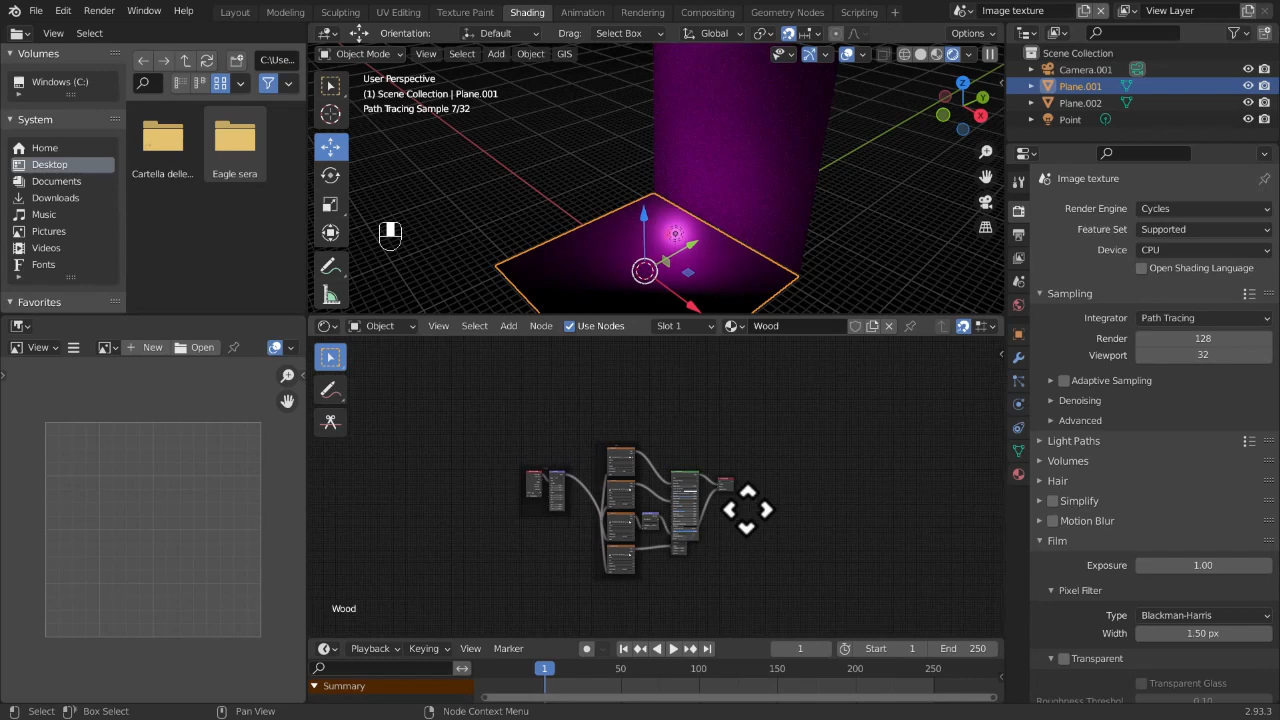 File Edit Render Window Help Layout Modeling Sculpting UV Editing Texture Paint Shading Animation Rendering Compositing Geometry Nodes Scripting + Image texture View Layer
View Select Orientation: Default Drag: Select Box Global Options
Volumes C:\Use... Object Mode View Select Add Object GIS Scene Collection
Windows (C:) User Perspective Camera.001
(1) Scene Collection | Plane.001 Plane.001
Path Tracing Sample 7/32 Plane.002
System Point
Home
Desktop Cartella delle.. Eagle sera
Documents Image texture
Downloads Render Engine Cycles
Music Feature Set Supported
Pictures Device CPU
Videos Open Shading Language
Fonts Sampling
Favorites Integrator Path Tracing
View New Open Object View Select Add Node Use Nodes Slot 1 Wood Render 128
Viewport 32
Adaptive Sampling
Denoising
Advanced
Light Paths
Volumes
Hair
Simplify
Motion Blur
Film
Exposure 1.00
Pixel Filter
Wood Type Blackman-Harris
Width 1.50 px
Playback Keying View Marker 1 Start 1 End 250
1 50 100 150 200 250 Transparent
Summary Transparent Glass
Roughness Threshol 0.10
Select Box Select Pan View Node Context Menu 2.93.3